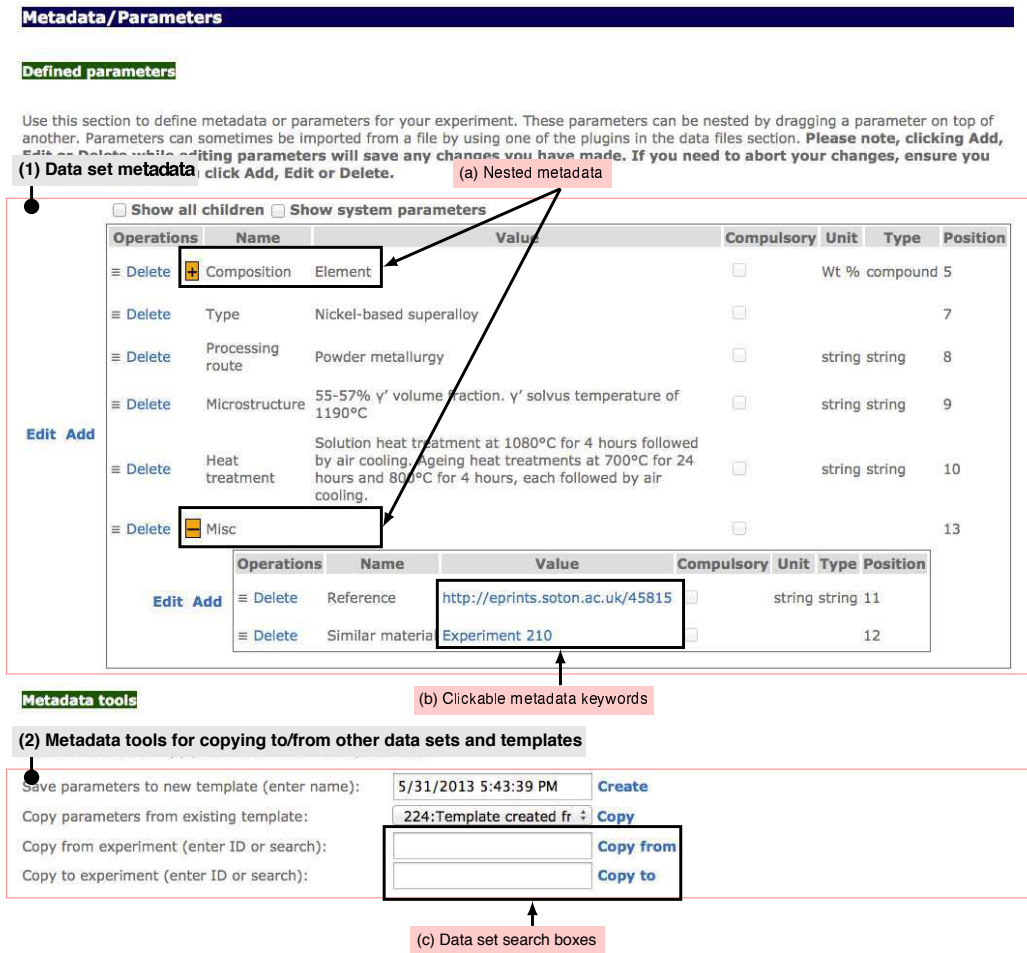 Metadata/Parameters
Defined parameters
Use this section to define metadata or parameters for your experiment. These parameters can be nested by dragging a parameter on top of
another. Parameters can sometimes be imported from a file by using one of the plugins in the data files section. Please note, clicking Add,
Edit or Delete while editing parameters will save any changes you have made. If you need to abort your changes, ensure you
(1) Data set metadata click Add, Edit or Delete.
(a) Nested metadata
Show all children Show system parameters
Operations Name Value Compulsory Unit Type Position
≡ Delete + Composition Element Wt % compound 5
≡ Delete Type Nickel-based superalloy 7
≡ Delete Processing route Powder metallurgy string string 8
≡ Delete Microstructure 55-57% γ’ volume fraction. γ’ solvus temperature of
1190°C string string 9
Edit Add
≡ Delete Heat treatment Solution heat treatment at 1080°C for 4 hours followed
by air cooling. Ageing heat treatments at 700°C for 24
hours and 800°C for 4 hours, each followed by air
cooling. string string 10
≡ Delete − Misc 13
Operations Name Value Compulsory Unit Type Position
Edit Add ≡ Delete Reference http://eprints.soton.ac.uk/45815 string string 11
≡ Delete Similar material Experiment 210 12
(b) Clickable metadata keywords
Metadata tools
(2) Metadata tools for copying to/from other data sets and templates
Save parameters to new template (enter name): 5/31/2013 5:43:39 PM Create
Copy parameters from existing template: 224:Template created fr Copy
Copy from experiment (enter ID or search): Copy from
Copy to experiment (enter ID or search): Copy to
(c) Data set search boxes